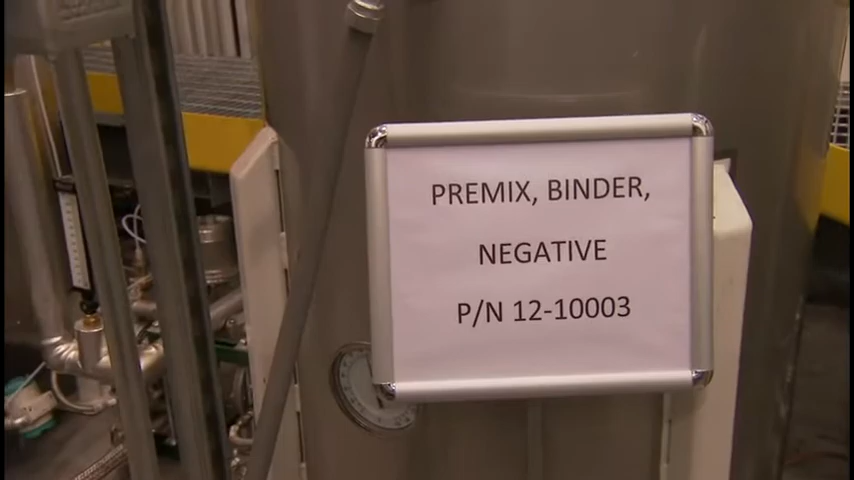 PREMIX, BINDER,
NEGATIVE
P/N 12-10003